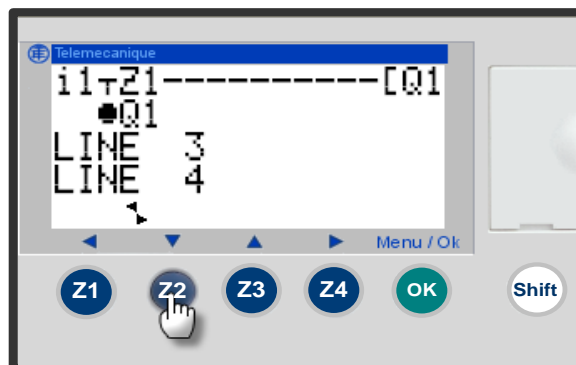 Telemecanique
i1┬Z1-----------[Q1
●Q1
LINE 3
LINE 4
◀ ▼ ▲ ▶ Menu / Ok
Z1 Z2 Z3 Z4 OK Shift